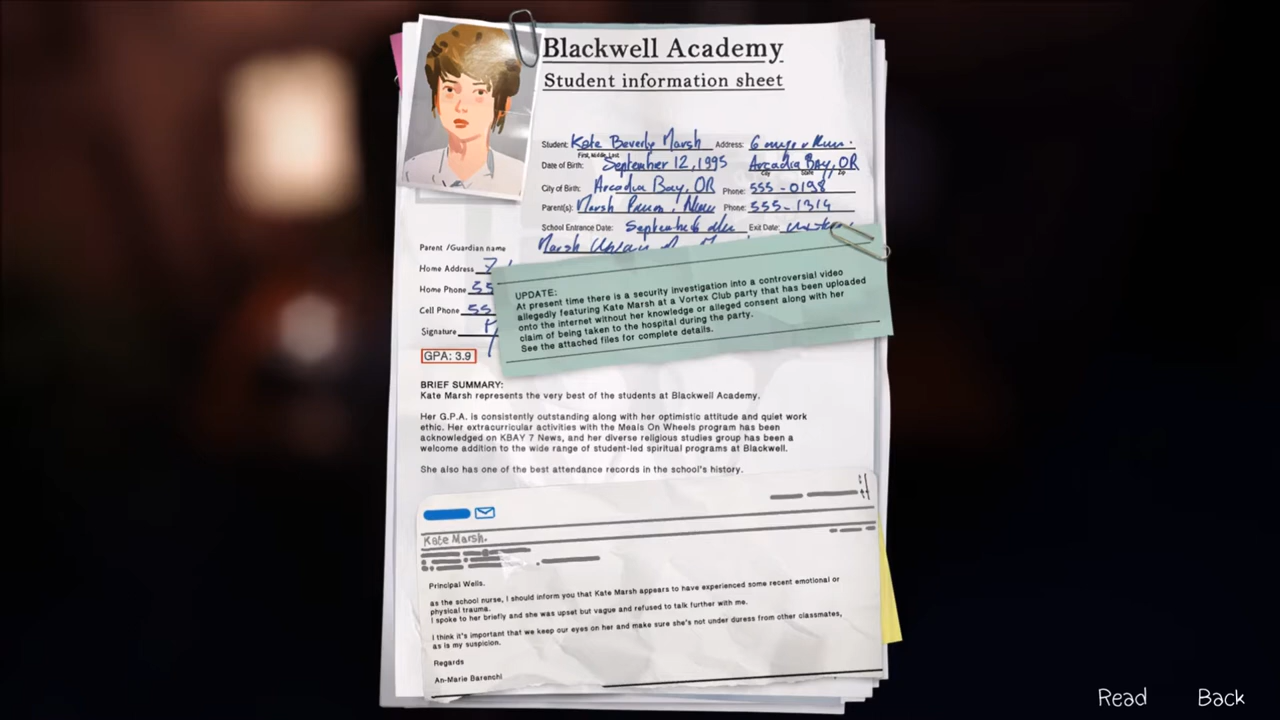 Blackwell Academy
Student information sheet
Student: Kate Beverly Marsh Address: 6
First, Middle, Last
Date of Birth: September 12, 1995 Arcadia Bay, OR
City State Zip
City of Birth: Arcadia Bay, OR Phone: 555-0198
Parent(s): Marsh Phone: 555-1314
School Entrance Date: Exit Date:
Parent /Guardian name Marsh
Home Address 7
Home Phone 55
Cell Phone 55
Signature
UPDATE:
At present time there is a security investigation into a controversial video
allegedly featuring Kate Marsh at a Vortex Club party that has been uploaded
onto the internet without her knowledge or alleged consent along with her
claim of being taken to the hospital during the party.
See the attached files for complete details.
GPA: 3.9
BRIEF SUMMARY:
Kate Marsh represents the very best of the students at Blackwell Academy.
Her G.P.A. is consistently outstanding along with her optimistic attitude and quiet work
ethic. Her extracurricular activities with the Meals On Wheels program has been
acknowledged on KBAY 7 News, and her diverse religious studies group has been a
welcome addition to the wide range of student-led spiritual programs at Blackwell.
She also has one of the best attendance records in the school's history.
Kate Marsh.
Principal Wells.
as the school nurse, I should inform you that Kate Marsh appears to have experienced some recent emotional or
physical trauma.
I spoke to her briefly and she was upset but vague and refused to talk further with me.
I think it's important that we keep our eyes on her and make sure she's not under duress from other classmates,
as is my suspicion.
Regards
An-Marie Barenchi
Read Back